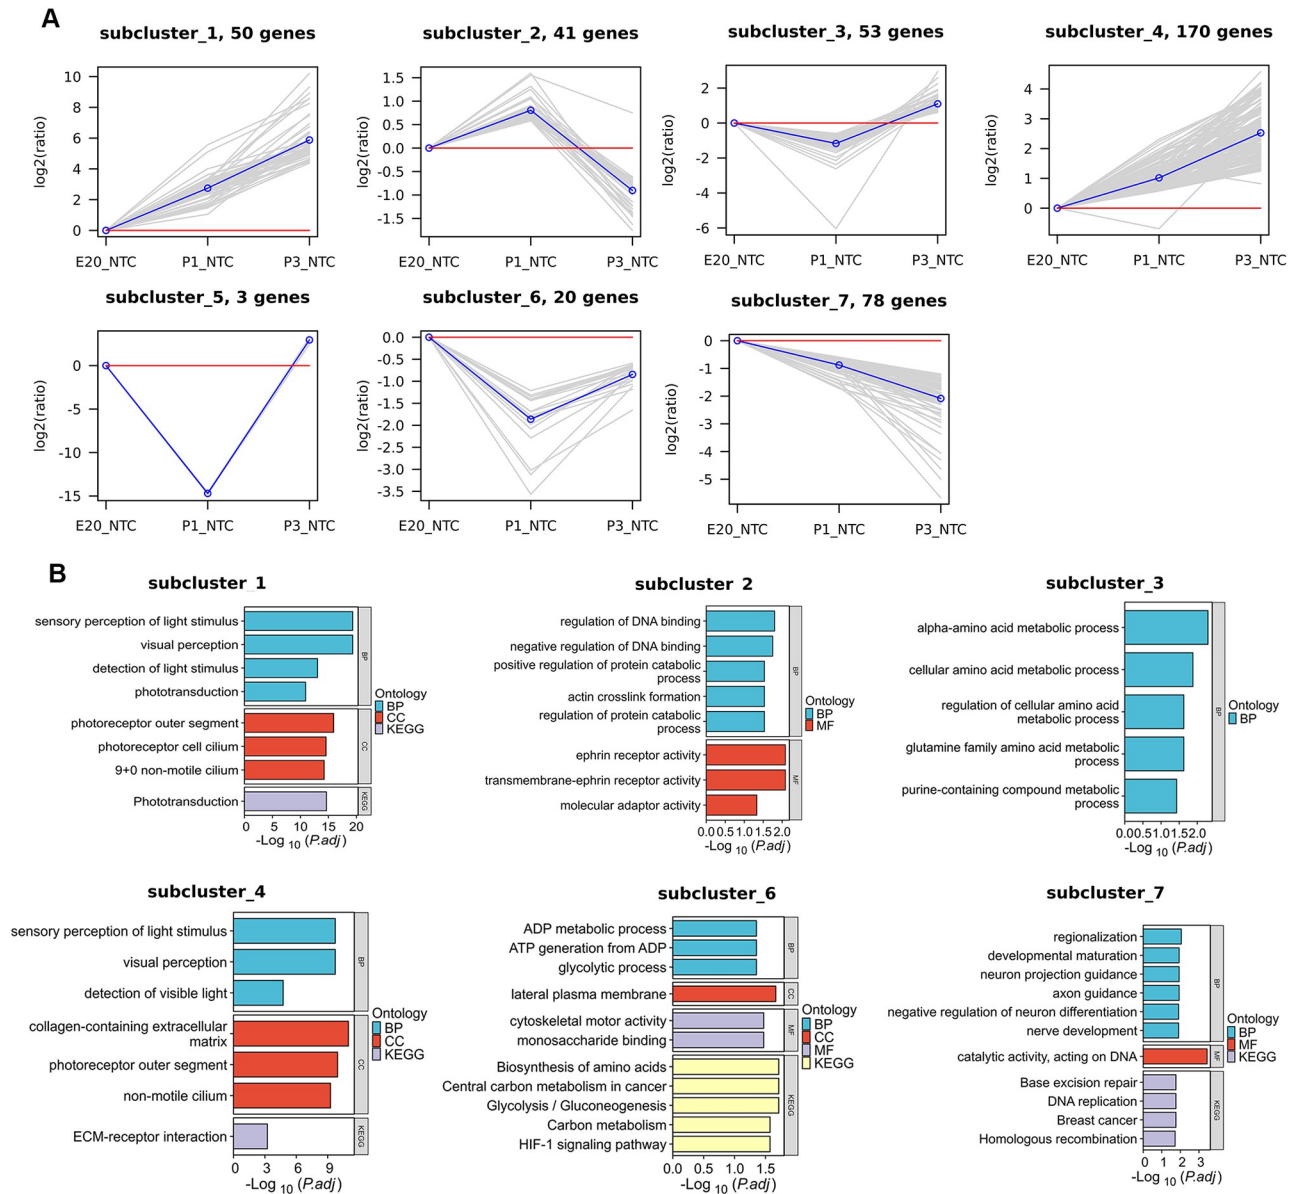 A
subcluster_1, 50 genes
subcluster_2, 41 genes
subcluster_3, 53 genes
subcluster_4, 170 genes
log2(ratio)
10
8
6
4
2
0
E20_NTC P1_NTC P3_NTC
log2(ratio)
1.5
1.0
0.5
0.0
-0.5
-1.0
-1.5
E20_NTC P1_NTC P3_NTC
log2(ratio)
2
0
-2
-4
-6
E20_NTC P1_NTC P3_NTC
log2(ratio)
4
3
2
1
0
E20_NTC P1_NTC P3_NTC
subcluster_5, 3 genes
subcluster_6, 20 genes
subcluster_7, 78 genes
log2(ratio)
0
-5
-10
-15
E20_NTC P1_NTC P3_NTC
log2(ratio)
0.0
-0.5
-1.0
-1.5
-2.0
-2.5
-3.0
-3.5
E20_NTC P1_NTC P3_NTC
log2(ratio)
0
-1
-2
-3
-4
-5
E20_NTC P1_NTC P3_NTC
B
subcluster_1
sensory perception of light stimulus
visual perception
detection of light stimulus
phototransduction
BP
photoreceptor outer segment
photoreceptor cell cilium
9+0 non-motile cilium
CC
Phototransduction
KEGG
0 5 10 15 20
-Log 10 (P.adj)
Ontology
BP
CC
KEGG
subcluster 2
regulation of DNA binding
negative regulation of DNA binding
positive regulation of protein catabolic
process
actin crosslink formation
regulation of protein catabolic
process
BP
ephrin receptor activity
transmembrane-ephrin receptor activity
molecular adaptor activity
MF
0.0 0.5 1.0 1.5 2.0
-Log 10 (P.adj)
Ontology
BP
MF
subcluster_3
alpha-amino acid metabolic process
cellular amino acid metabolic process
regulation of cellular amino acid
metabolic process
glutamine family amino acid metabolic
process
purine-containing compound metabolic
process
BP
0.0 0.5 1.0 1.5 2.0
-Log 10 (P.adj)
Ontology
BP
subcluster_4
sensory perception of light stimulus
visual perception
detection of visible light
BP
collagen-containing extracellular
matrix
photoreceptor outer segment
non-motile cilium
CC
ECM-receptor interaction
KEGG
0 3 6 9
-Log 10 (P.adj)
Ontology
BP
CC
KEGG
subcluster_6
ADP metabolic process
ATP generation from ADP
glycolytic process
BP
lateral plasma membrane
CC
cytoskeletal motor activity
monosaccharide binding
MF
Biosynthesis of amino acids
Central carbon metabolism in cancer
Glycolysis / Gluconeogenesis
Carbon metabolism
HIF-1 signaling pathway
KEGG
0.0 0.5 1.0 1.5
-Log 10 (P.adj)
Ontology
BP
CC
MF
KEGG
subcluster_7
regionalization
developmental maturation
neuron projection guidance
axon guidance
negative regulation of neuron differentiation
nerve development
BP
catalytic activity, acting on DNA
MF
Base excision repair
DNA replication
Breast cancer
Homologous recombination
KEGG
0 1 2 3
-Log 10 (P.adj)
Ontology
BP
MF
KEGG